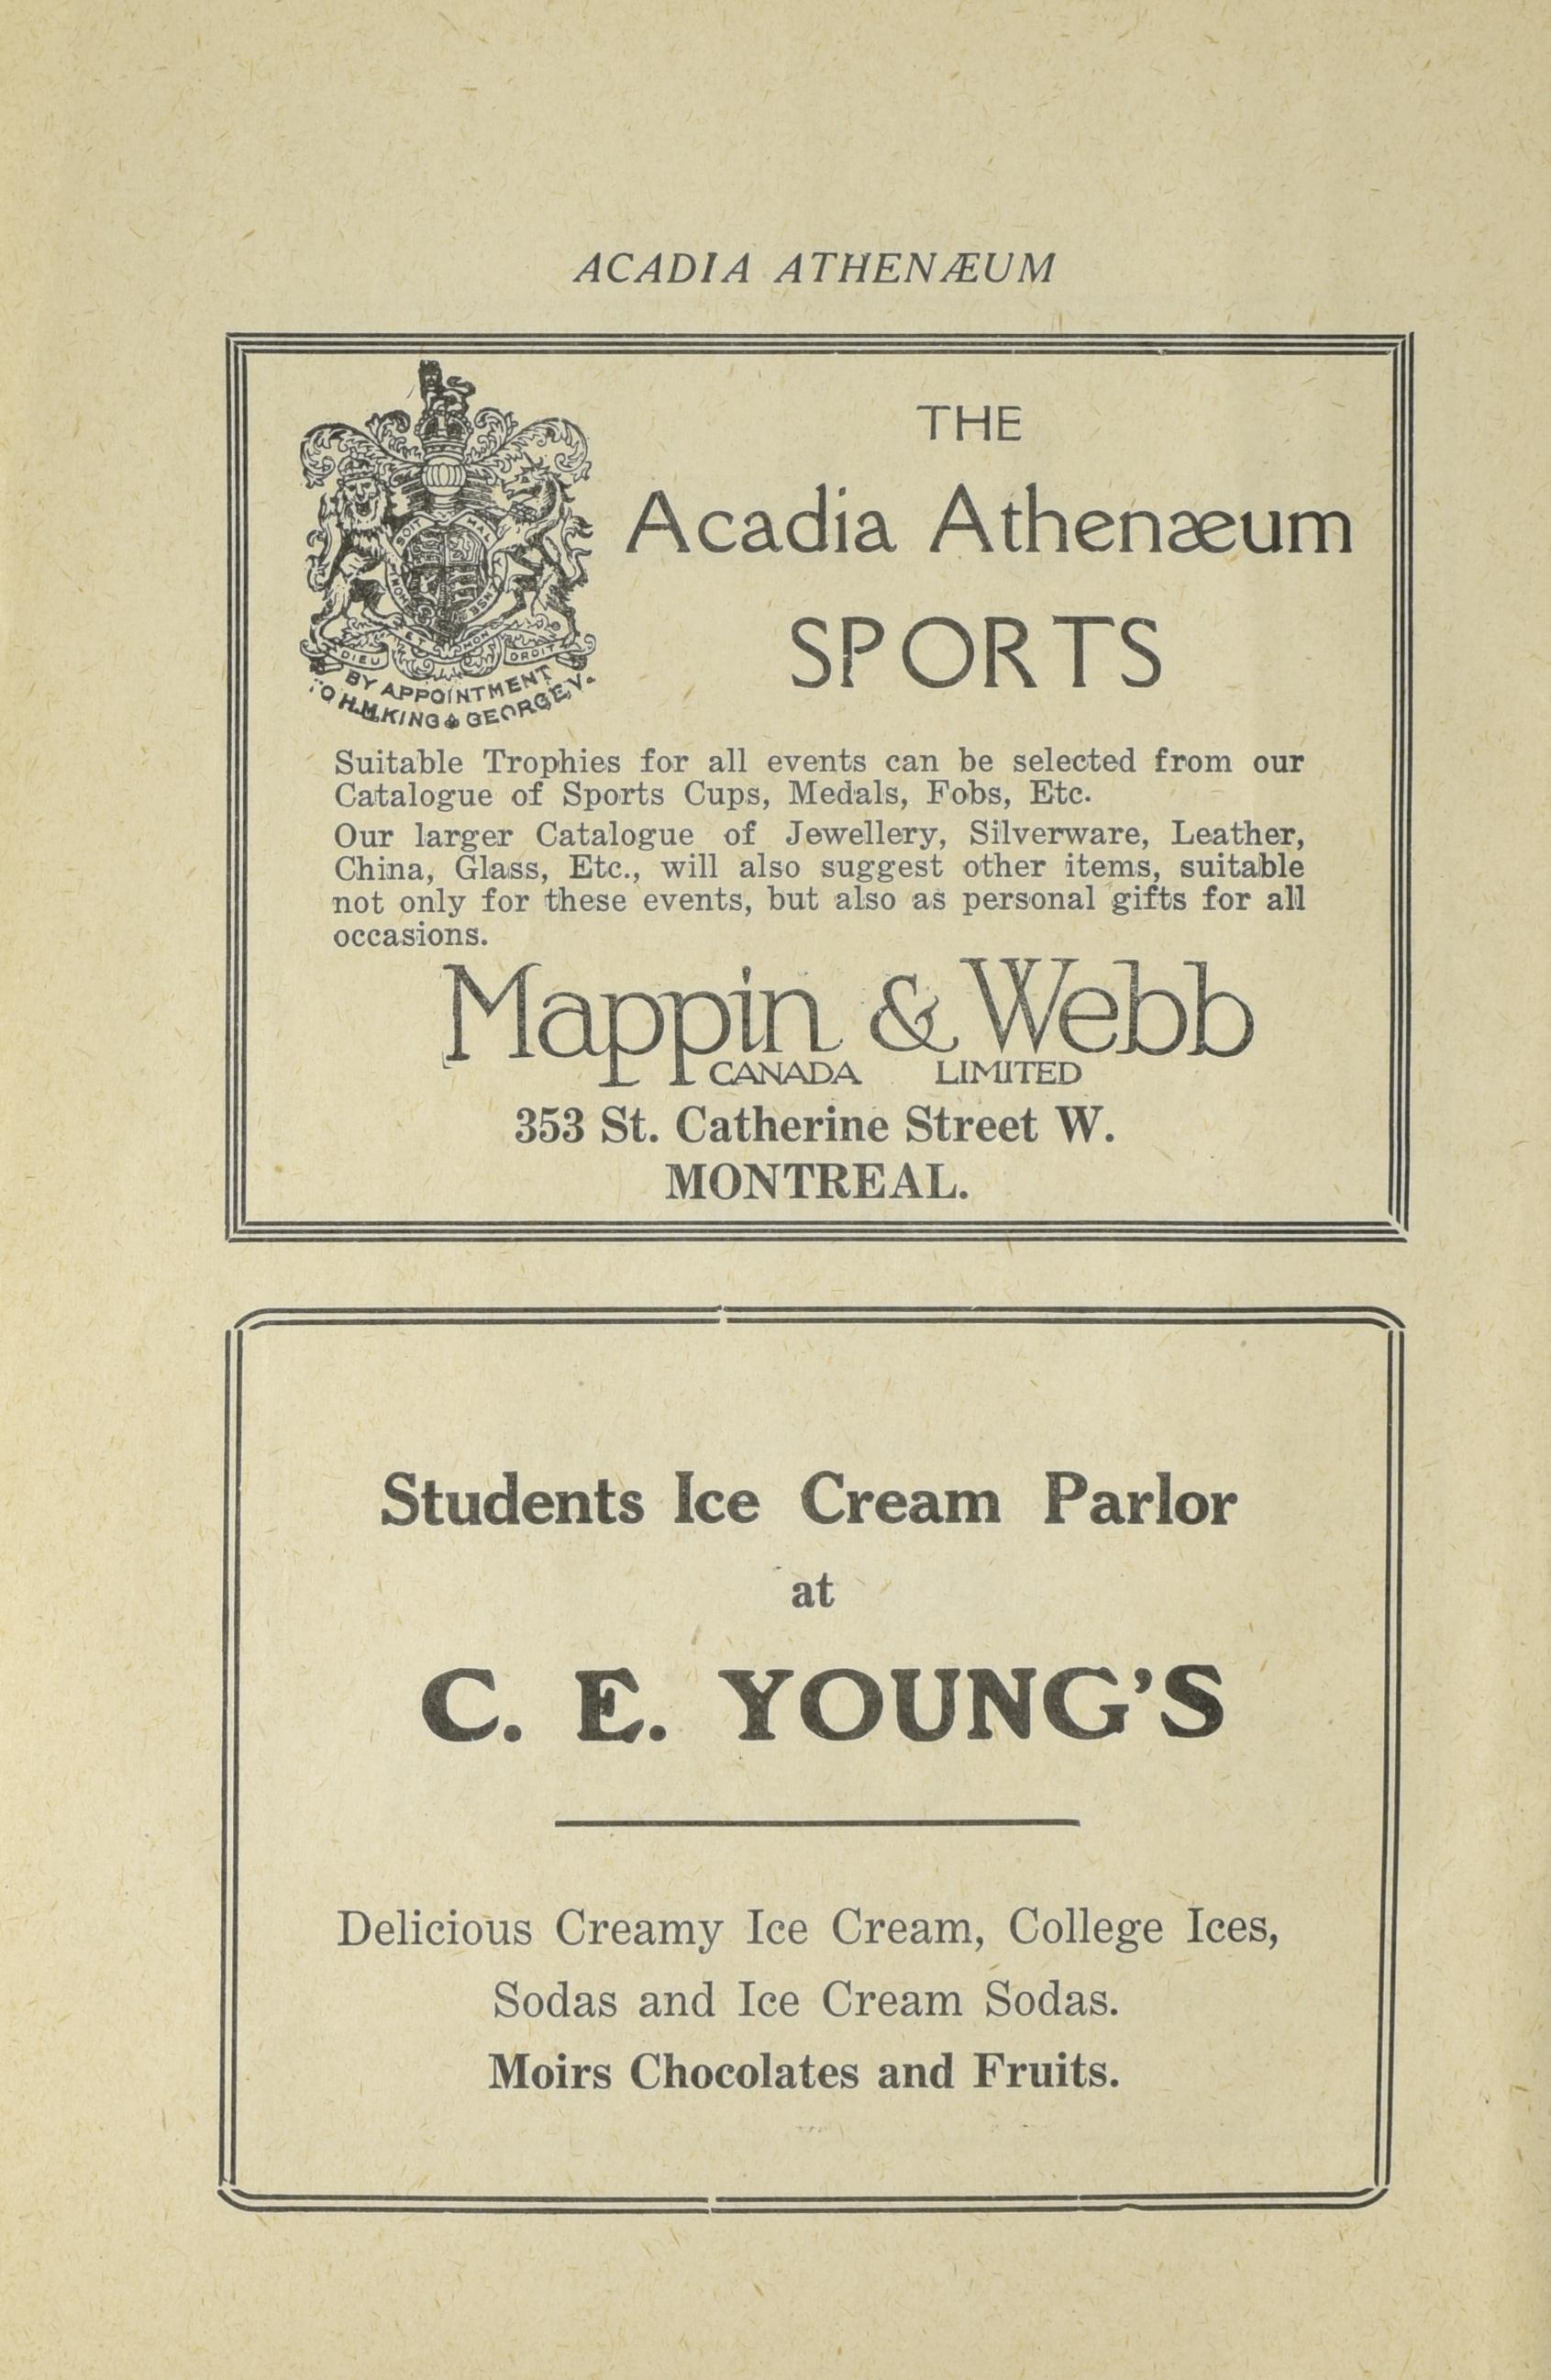 ACADIA ATHENÆUM
THE
Acadia Athenæum
SPORTS
SOIT MAL
DIEU MON DROIT
BY APPOINTMENT
TO H.M. KING GEORGE V.
Suitable Trophies for all events can be selected from our
Catalogue of Sports Cups, Medals, Fobs, Etc.
Our larger Catalogue of Jewellery, Silverware, Leather,
China, Glass, Etc., will also suggest other items, suitable
not only for these events, but also as personal gifts for all
occasions.
Mappin & Webb
CANADA LIMITED
353 St. Catherine Street W.
MONTREAL.
Students Ice Cream Parlor
at
C. E. YOUNG'S
Delicious Creamy Ice Cream, College Ices,
Sodas and Ice Cream Sodas.
Moirs Chocolates and Fruits.